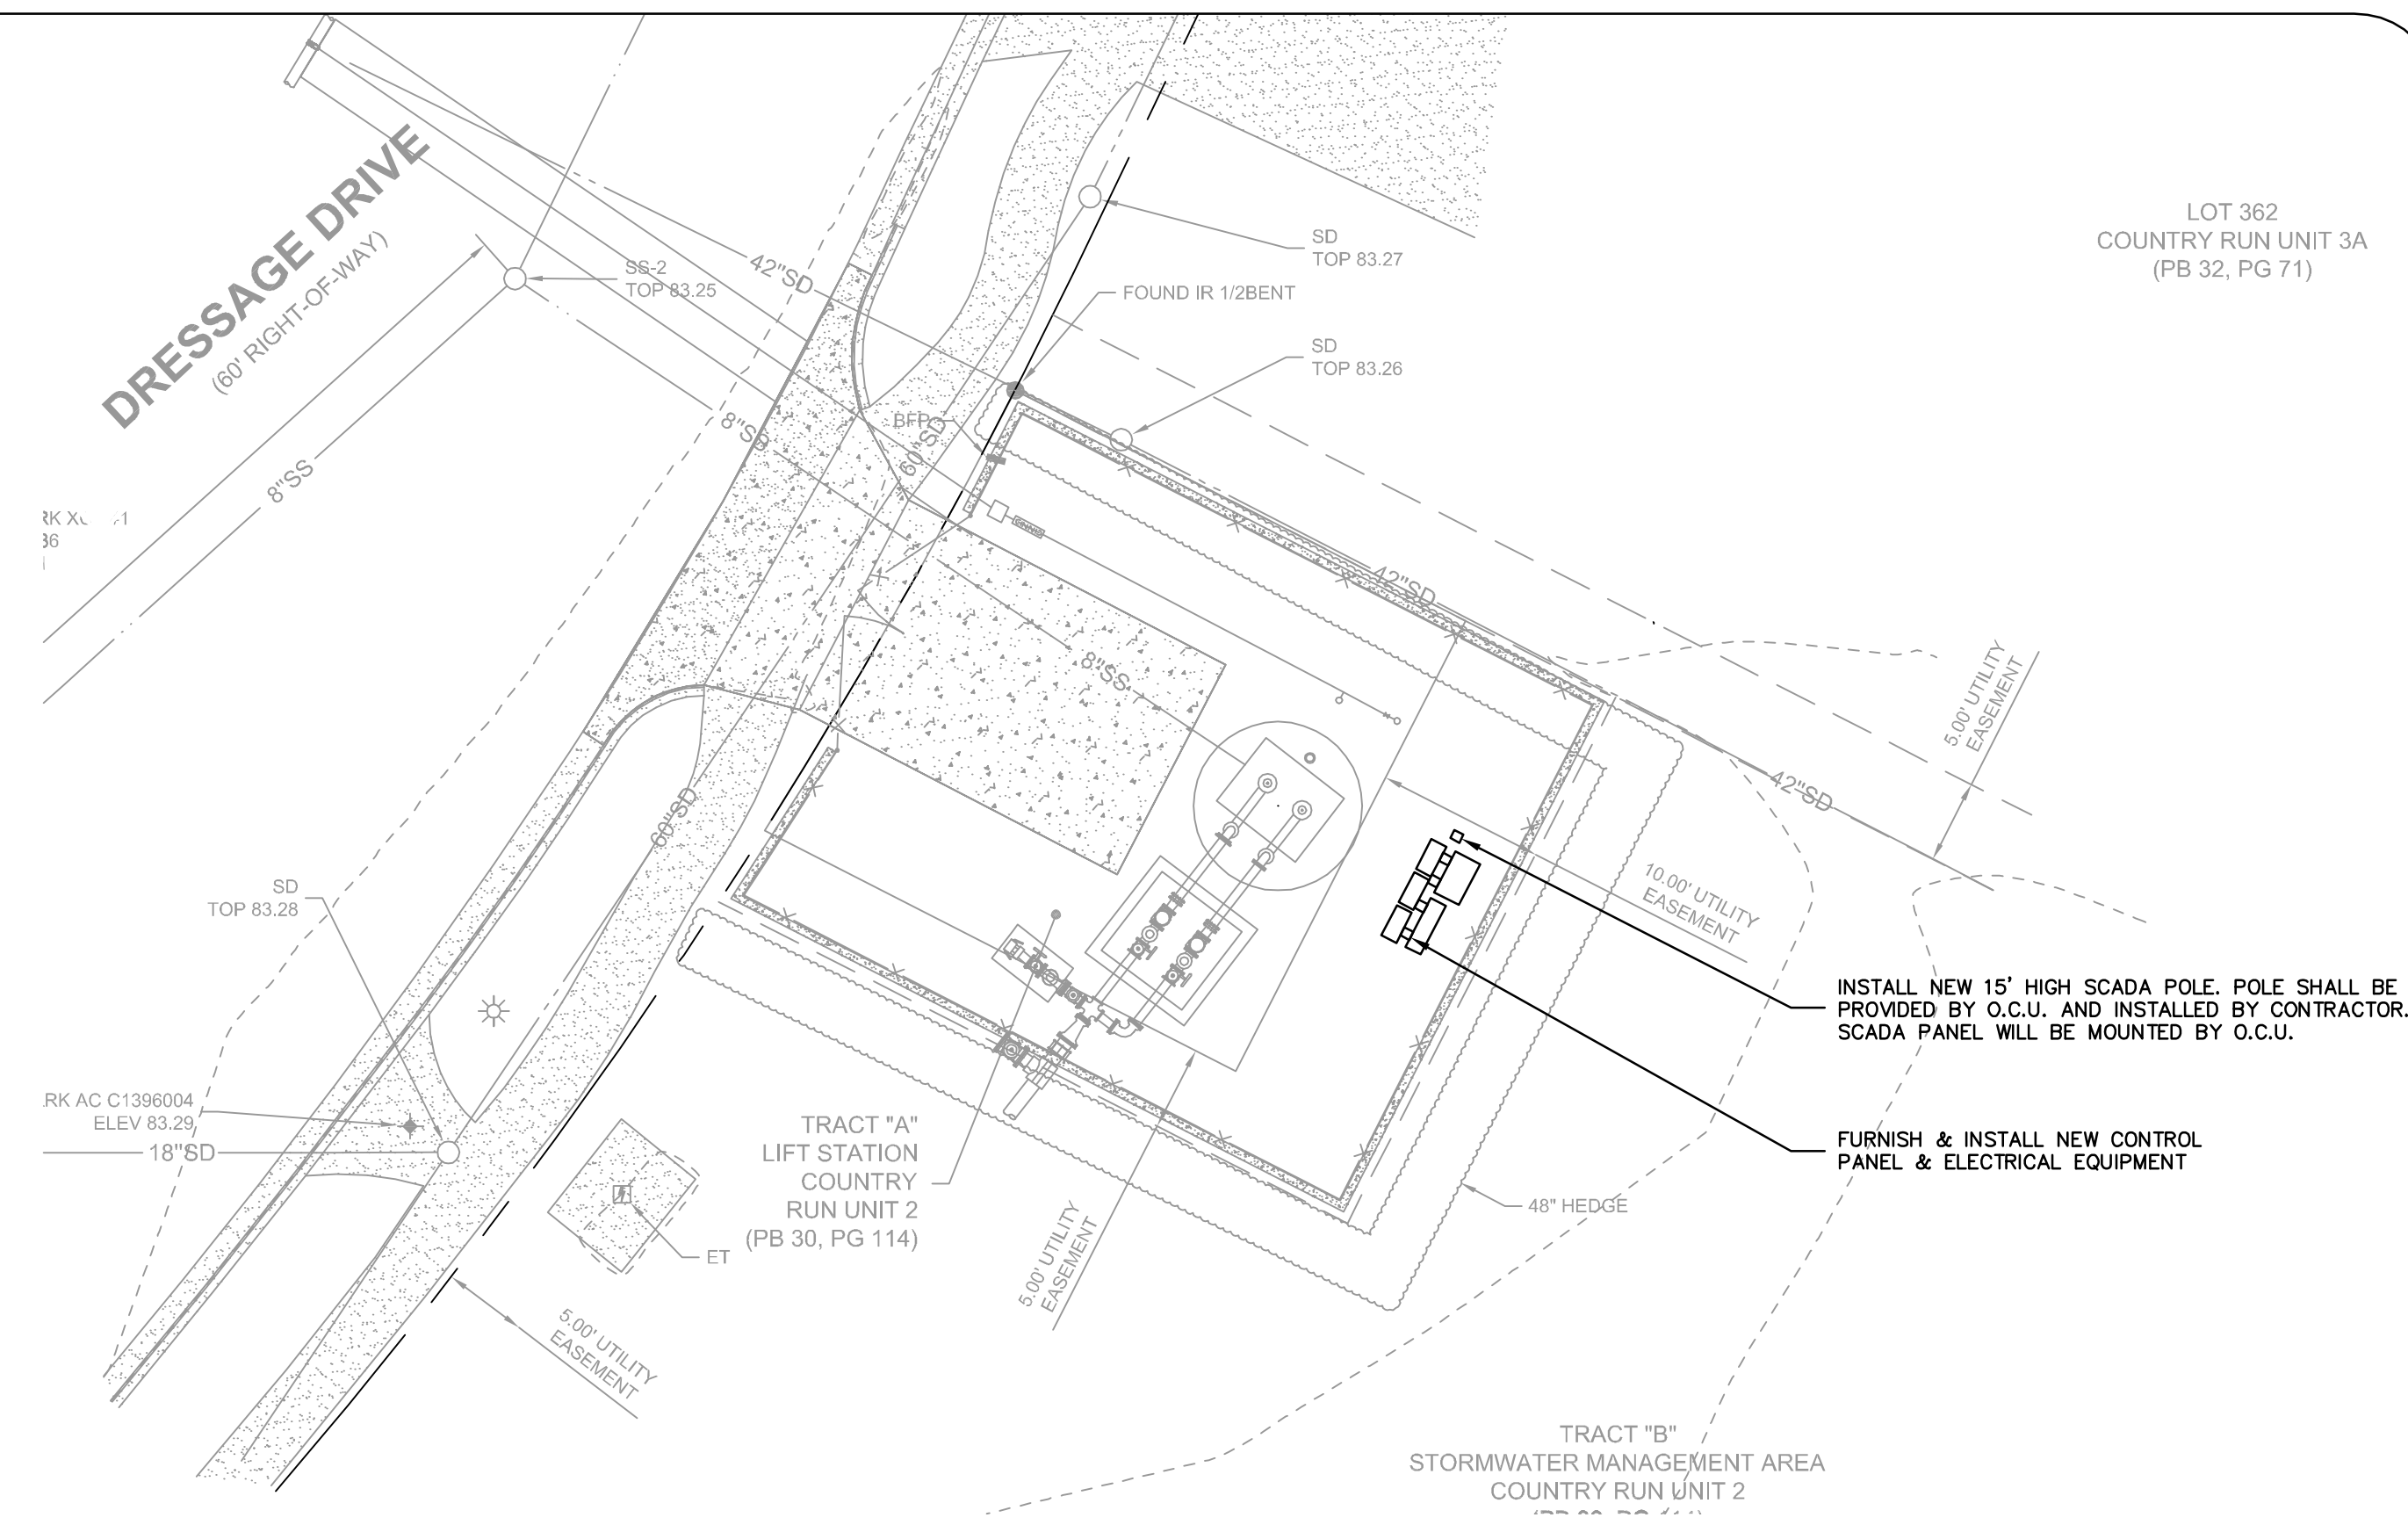 DRESSAGE DRIVE
(60' RIGHT-OF-WAY)
SS-2
TOP 83.25
42"SD
SD
TOP 83.27
FOUND IR 1/2BENT
SD
TOP 83.26
LOT 362
COUNTRY RUN UNIT 3A
(PB 32, PG 71)
8"SS
8"SS
BFP
60"SD
42"SD
8"SS
5.00' UTILITY
EASEMENT
42"SD
60"SD
10.00' UTILITY
EASEMENT
SD
TOP 83.28
INSTALL NEW 15' HIGH SCADA POLE. POLE SHALL BE
PROVIDED BY O.C.U. AND INSTALLED BY CONTRACTOR.
SCADA PANEL WILL BE MOUNTED BY O.C.U.
RK AC C1396004
ELEV 83.29
18"SD
TRACT "A"
LIFT STATION
COUNTRY
RUN UNIT 2
(PB 30, PG 114)
FURNISH & INSTALL NEW CONTROL
PANEL & ELECTRICAL EQUIPMENT
48" HEDGE
ET
5.00' UTILITY
EASEMENT
5.00' UTILITY
EASEMENT
TRACT "B"
STORMWATER MANAGEMENT AREA
COUNTRY RUN UNIT 2